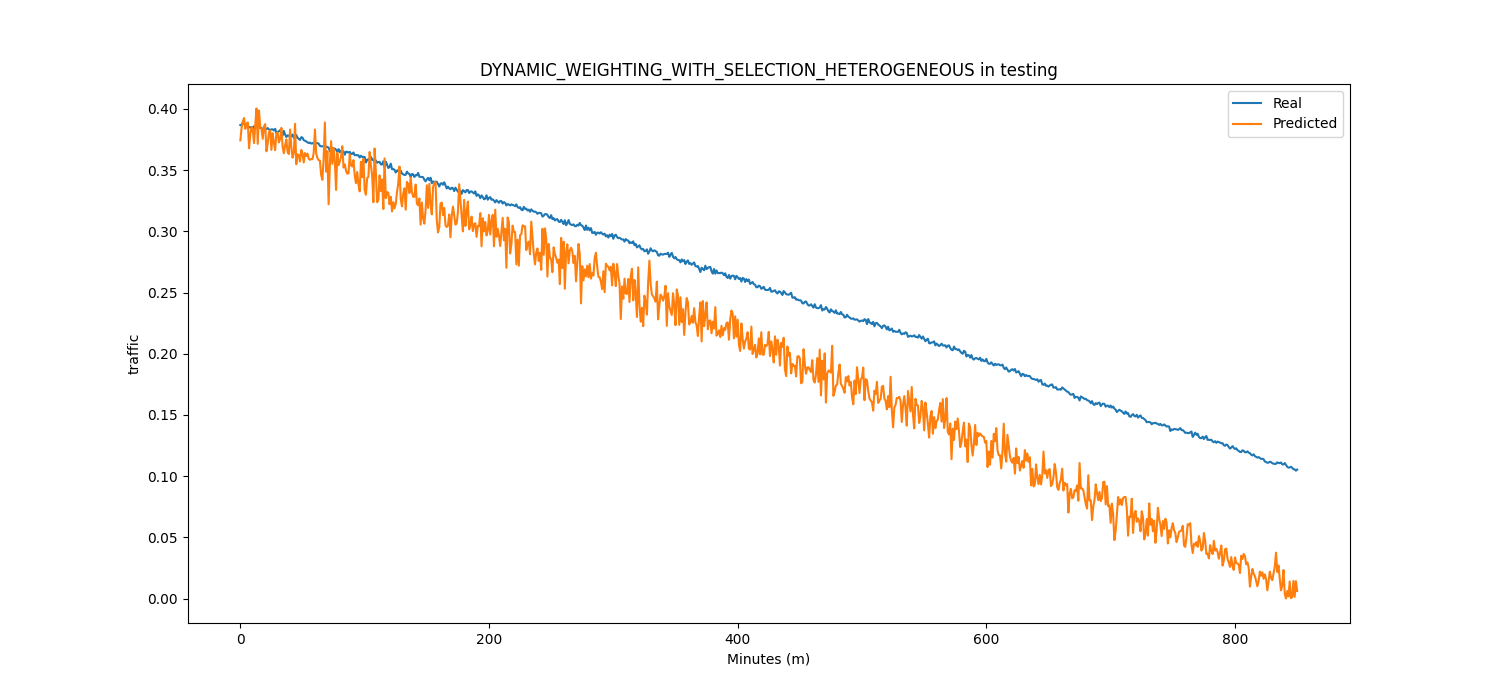 DYNAMIC_WEIGHTING_WITH_SELECTION_HETEROGENEOUS in testing
Real
Predicted
0.40
0.35
0.30
0.25
0.20
0.15
0.10
0.05
0.00
traffic
0 200 400 600 800
Minutes (m)